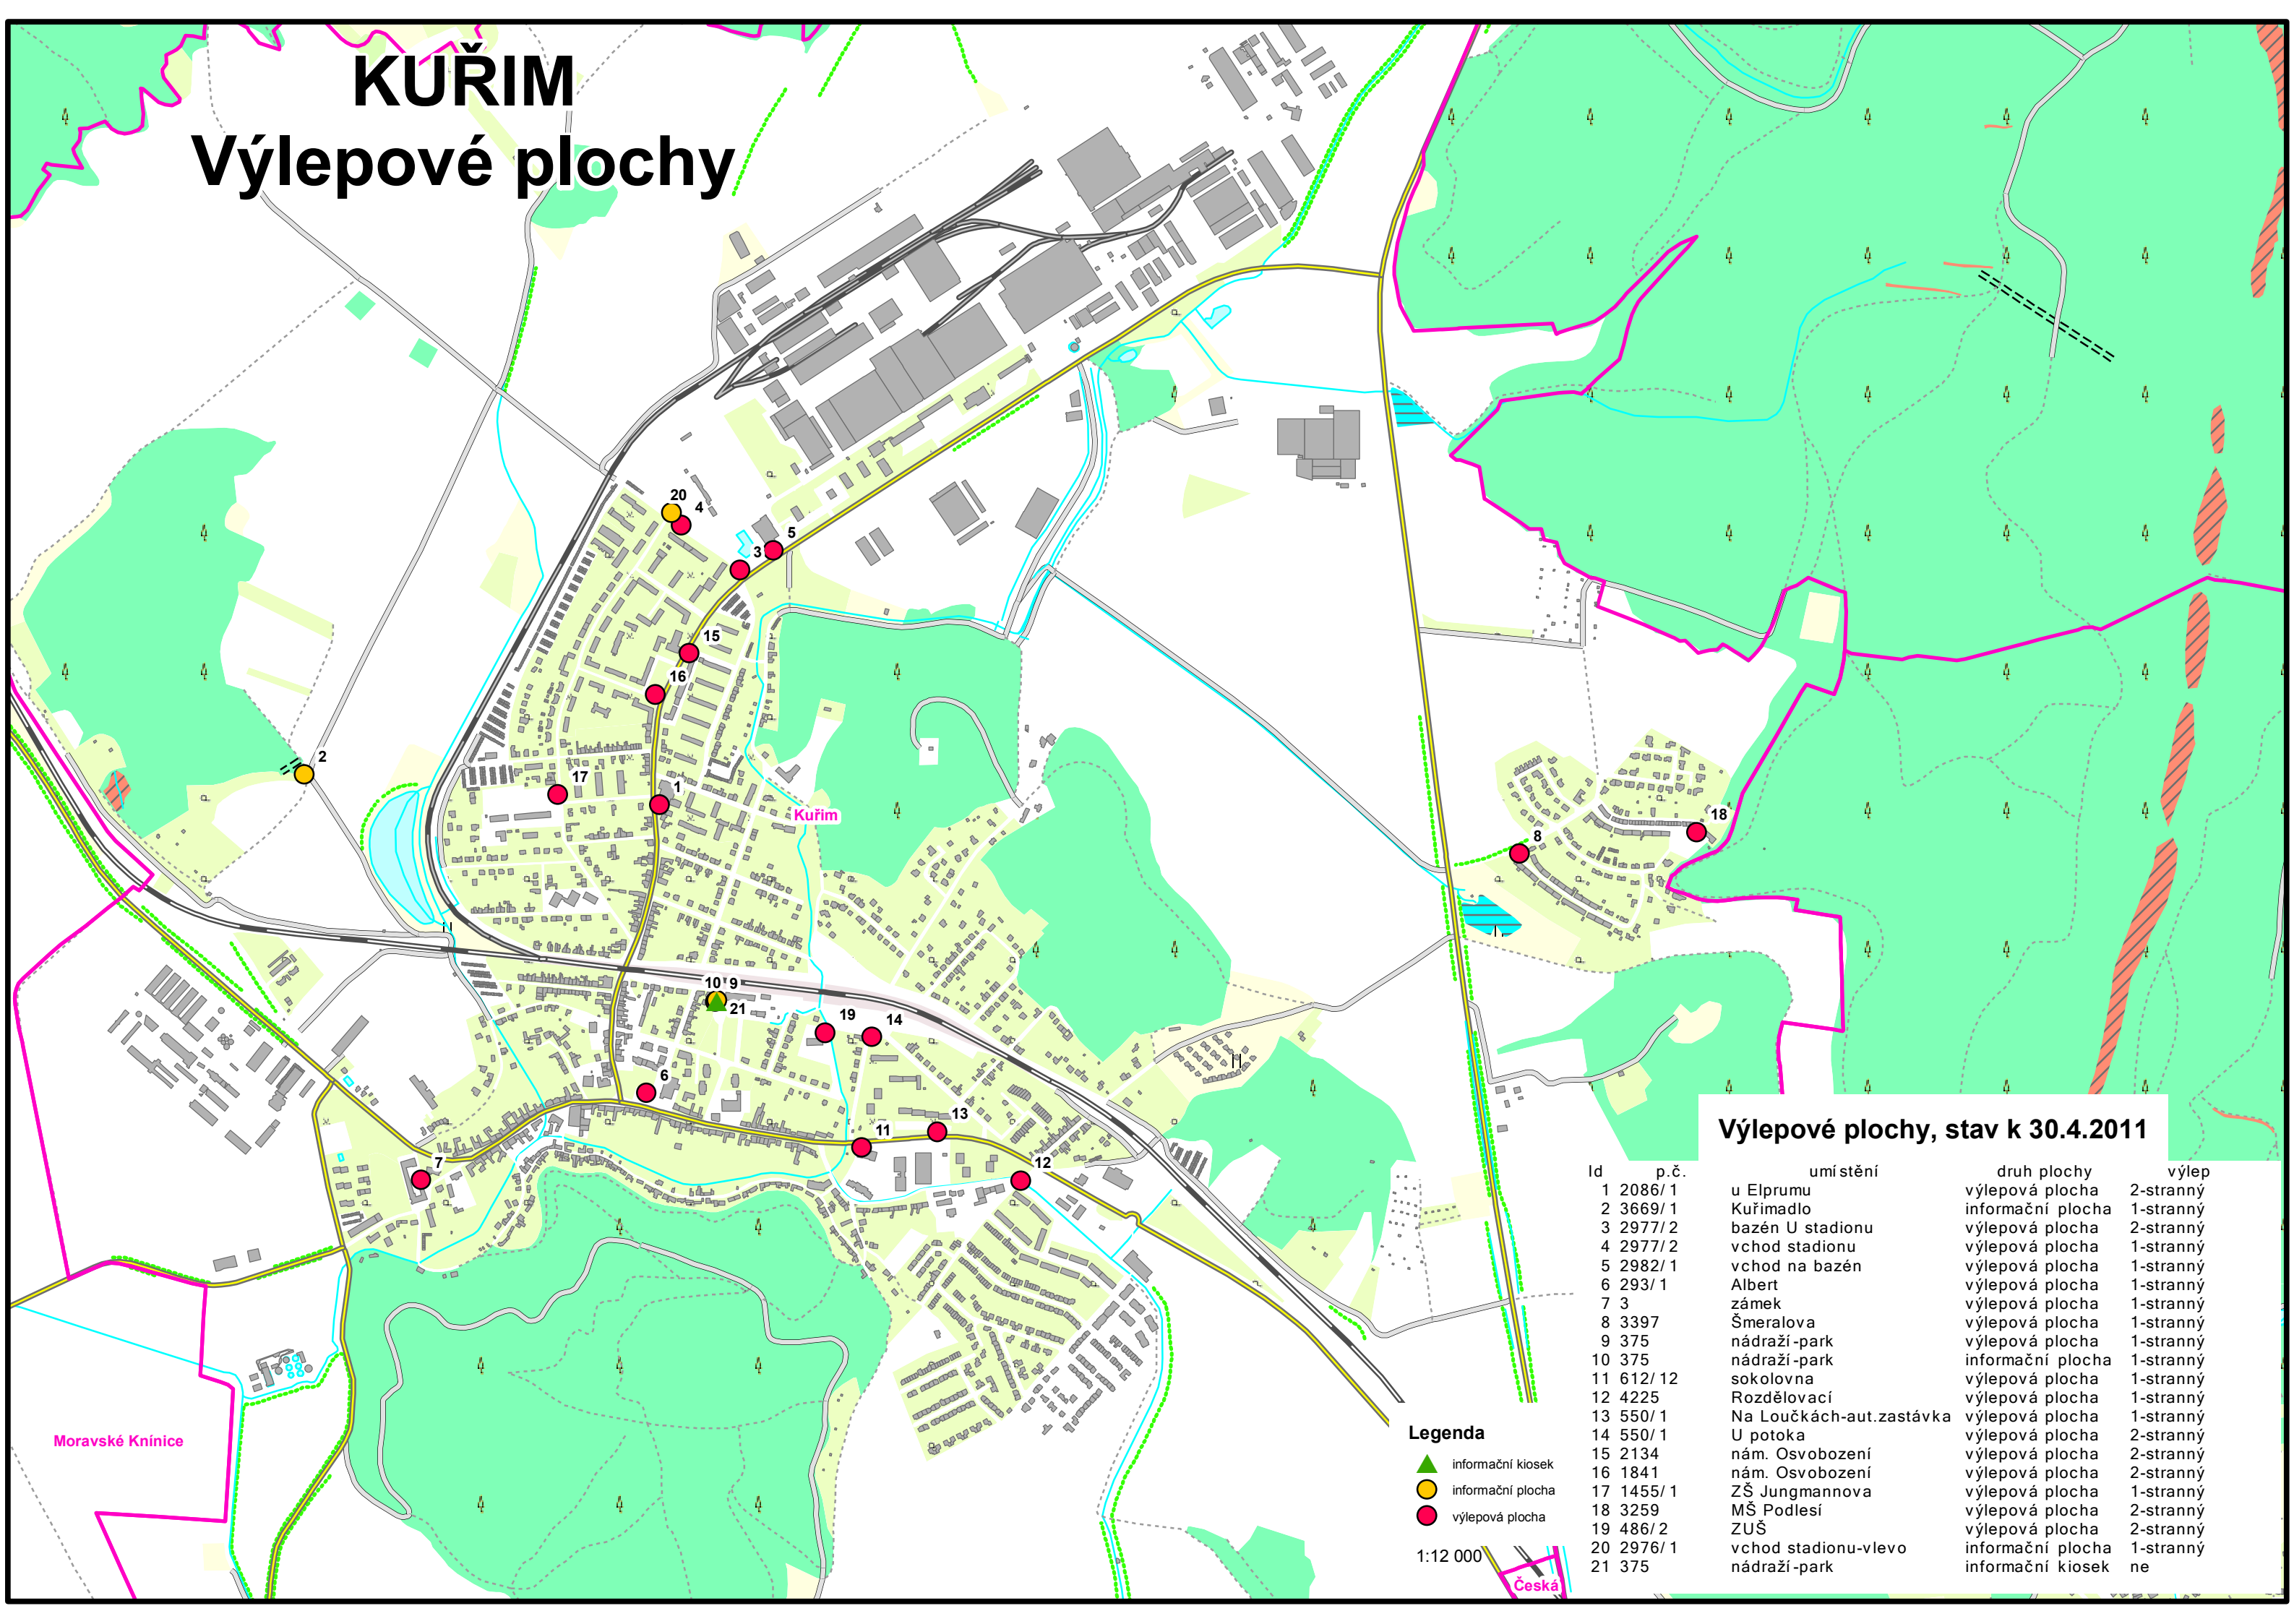 KUŘIM
Výlepové plochy
20
4
5
3
15
16
2
17
1
Kuřim
18
8
10 9
21
19
14
6
13
11
7
12
Moravské Knínice
Česká
Legenda
informační kiosek
informační plocha
výlepová plocha
1:12 000
Výlepové plochy, stav k 30.4.2011
Id p.č. umístění druh plochy výlep
1 2086/1 u Elprumu výlepová plocha 2-stranný
2 3669/1 Kuřimadlo informační plocha 1-stranný
3 2977/2 bazén U stadionu výlepová plocha 2-stranný
4 2977/2 vchod stadionu výlepová plocha 1-stranný
5 2982/1 vchod na bazén výlepová plocha 1-stranný
6 293/1 Albert výlepová plocha 1-stranný
7 3 zámek výlepová plocha 1-stranný
8 3397 Šmeralova výlepová plocha 1-stranný
9 375 nádraží-park výlepová plocha 1-stranný
10 375 nádraží-park informační plocha 1-stranný
11 612/12 sokolovna výlepová plocha 1-stranný
12 4225 Rozdělovací výlepová plocha 1-stranný
13 550/1 Na Loučkách-aut.zastávka výlepová plocha 1-stranný
14 550/1 U potoka výlepová plocha 2-stranný
15 2134 nám. Osvobození výlepová plocha 2-stranný
16 1841 nám. Osvobození výlepová plocha 2-stranný
17 1455/1 ZŠ Jungmannova výlepová plocha 1-stranný
18 3259 MŠ Podlesí výlepová plocha 2-stranný
19 486/2 ZUŠ výlepová plocha 2-stranný
20 2976/1 vchod stadionu-vlevo informační plocha 1-stranný
21 375 nádraží-park informační kiosek ne